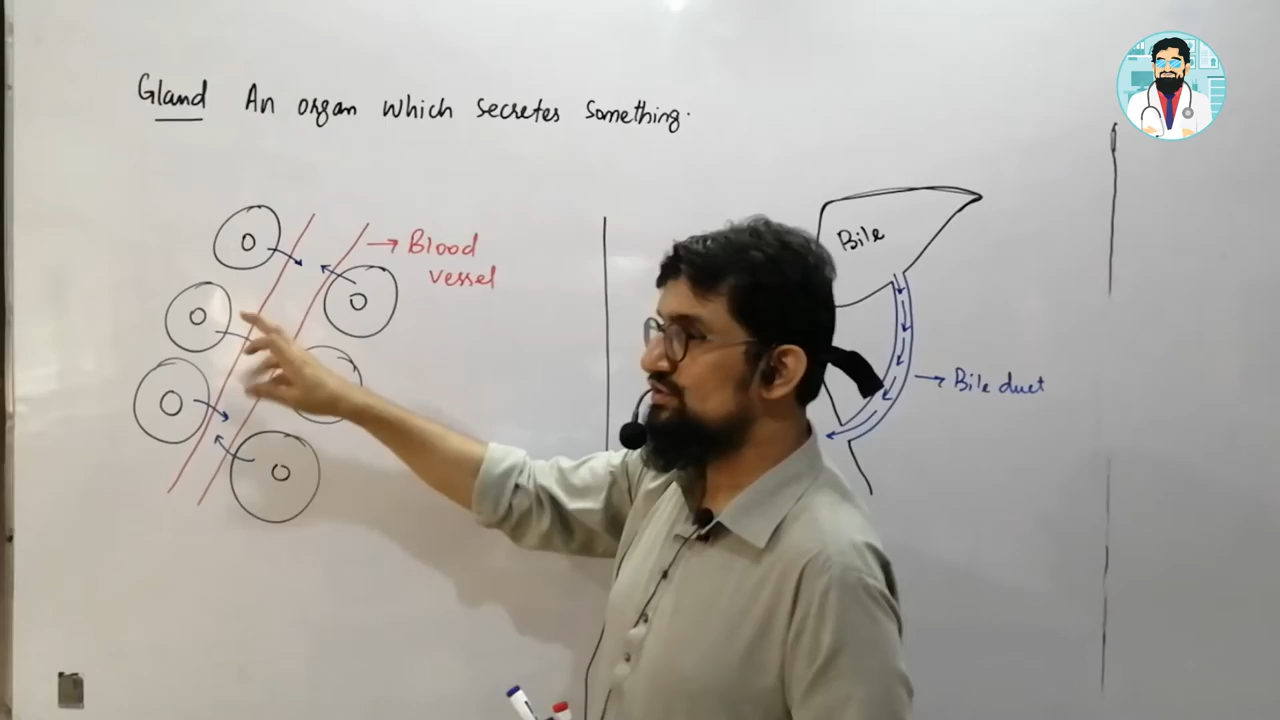 Gland An organ which secretes something.
Blood
vessel
Bile
Bile duct